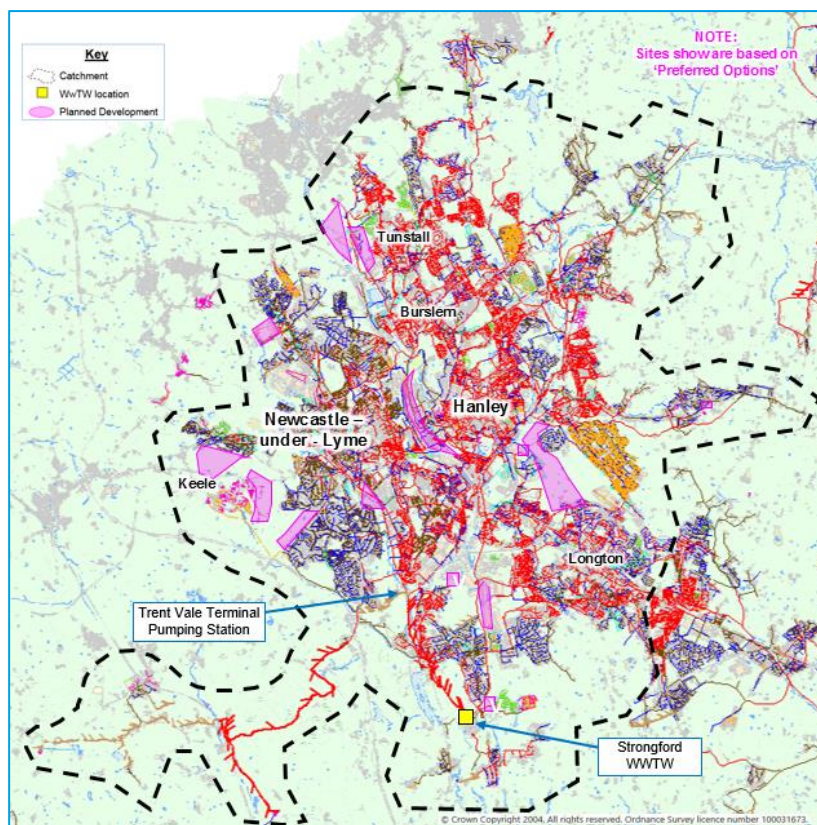 Key
Catchment
WwTW location
Planned Development
NOTE:
Sites show are based on
‘Preferred Options’
Tunstall
Burslem
Hanley
Newcastle –
under - Lyme
Keele
Longton
Trent Vale Terminal
Pumping Station
Strongford
WWTW
© Crown Copyright 2004. All rights reserved. Ordnance Survey licence number 100031673.